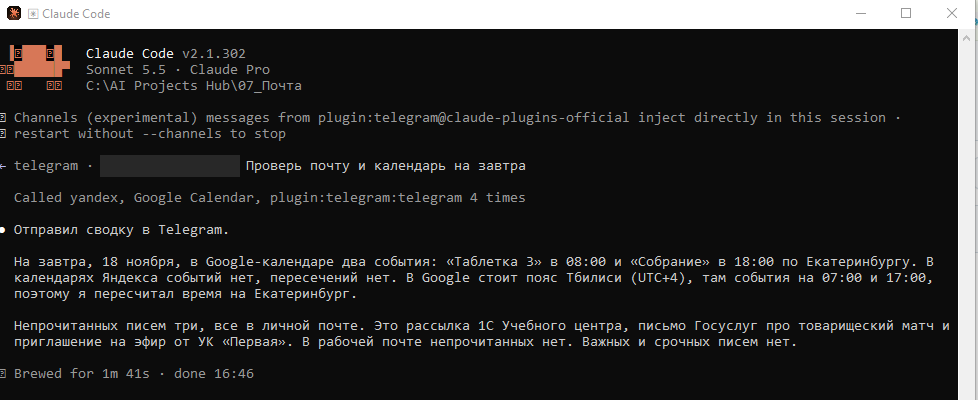 Claude Code
Claude Code v2.1.302
Sonnet 5.5 · Claude Pro
C:\AI Projects Hub\07_Почта
Channels (experimental) messages from plugin:telegram@claude-plugins-official inject directly in this session ·
restart without --channels to stop
← telegram · Проверь почту и календарь на завтра
Called yandex, Google Calendar, plugin:telegram:telegram 4 times
● Отправил сводку в Telegram.
На завтра, 18 ноября, в Google-календаре два события: «Таблетка 3» в 08:00 и «Собрание» в 18:00 по Екатеринбургу. В
календарях Яндекса событий нет, пересечений нет. В Google стоит пояс Тбилиси (UTC+4), там события на 07:00 и 17:00,
поэтому я пересчитал время на Екатеринбург.
Непрочитанных писем три, все в личной почте. Это рассылка 1С Учебного центра, письмо Госуслуг про товарищеский матч и
приглашение на эфир от УК «Первая». В рабочей почте непрочитанных нет. Важных и срочных писем нет.
Brewed for 1m 41s · done 16:46